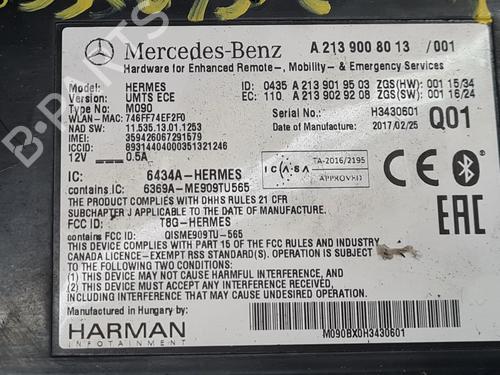 Mercedes-Benz A 213 900 80 13 /001
Hardware for Enhanced Remote-, Mobility- & Emergency Services
Model: HERMES ID: 0435 A 213 901 95 03 ZGS(HW): 001 15/34
Version: UMTS ECE EC: 110 A 213 902 92 08 ZGS(SW): 001 16/24
Type No: M090 Serial No: H3430601
WLAN-MAC: 746FF74EF2F0 Date of Manufacture: 2017/02/25 Q01
NAD SW: 11.535.13.01.1253
IMEI: 359426067291579
ICCID: 89314404000351321246
12V 0.5A
ICASA TA-2016/2195
APPROVED
IC: 6434A-HERMES
contains IC: 6369A-ME909TU565
THE PRODUCT COMPLIES WITH DHHS RULES 21 CFR
SUBCHAPTER J APPLICABLE TO THE DATE OF MANUFACTURE
FCC ID: T8G-HERMES
contains FCC ID: QISME909TU-565
THIS DEVICE COMPLIES WITH PART 15 OF THE FCC RULES AND INDUSTRY
CANADA LICENCE-EXEMPT RSS STANDARD(S). OPERATION IS SUBJECT TO
THE FOLLOWING TWO CONDITIONS:
(1) THIS DEVICE MAY NOT CAUSE HARMFUL INTERFERENCE, AND
(2) THIS DEVICE MUST ACCEPT ANY INTERFERENCE RECEIVED,
INCLUDING INTERFERENCE THAT MAY CAUSE UNDESIRED OPERATION.
Manufactured in Hungary by:
HARMAN
INFOTAINMENT
M090BX0H3430601
CE
EAC